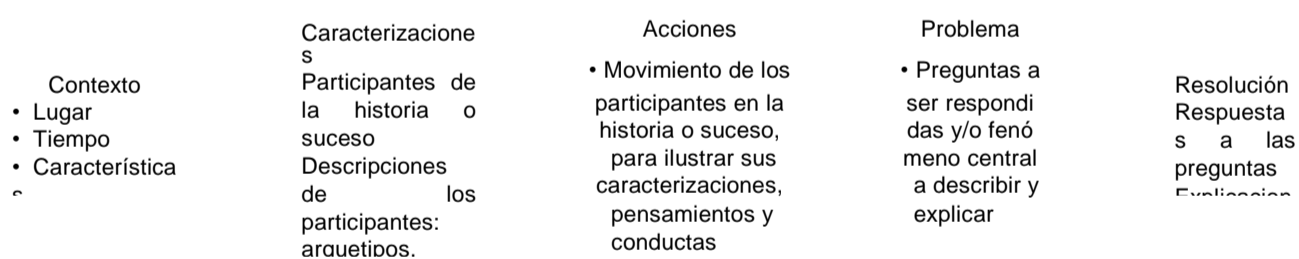 Contexto
• Lugar
• Tiempo
• Característica
s
Caracterizacione
s
Participantes de
la historia o
suceso
Descripciones
de los
participantes:
arquetipos,
Acciones
• Movimiento de los
participantes en la
historia o suceso,
para ilustrar sus
caracterizaciones,
pensamientos y
conductas
Problema
• Preguntas a
ser respondi
das y/o fenó
meno central
a describir y
explicar
Resolución
Respuesta
s a las
preguntas